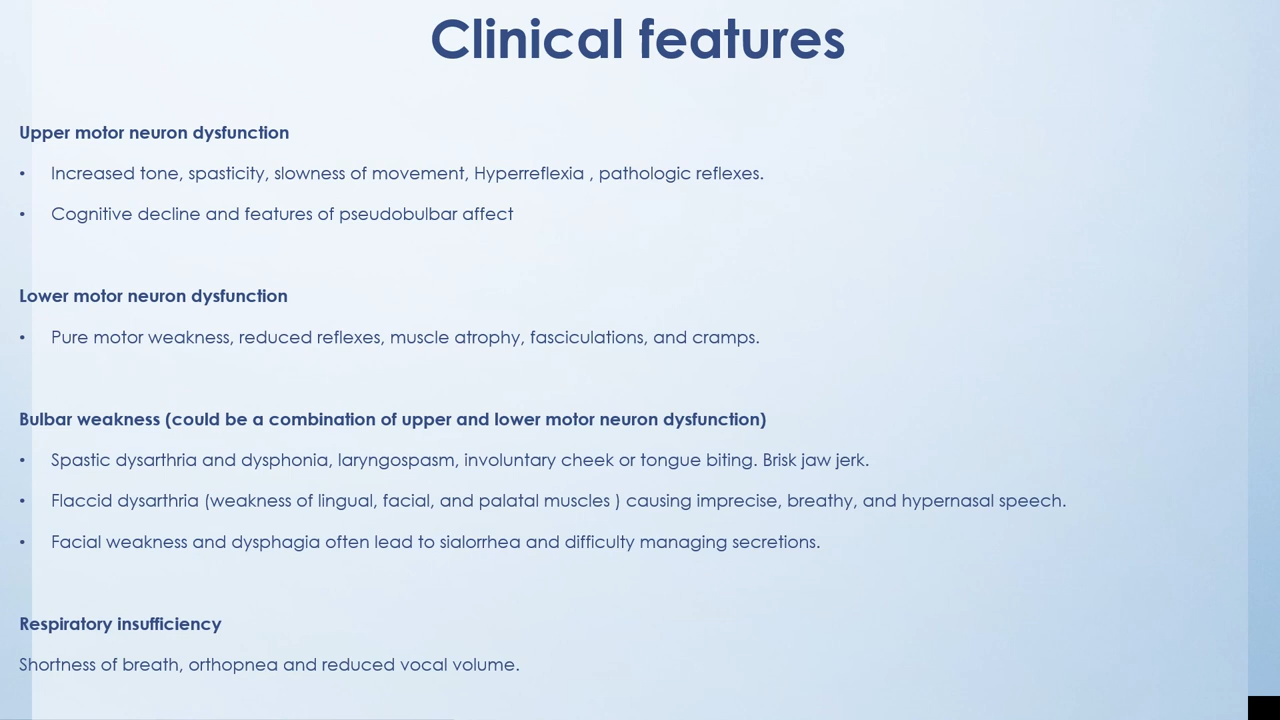 Clinical features
Upper motor neuron dysfunction
• Increased tone, spasticity, slowness of movement, Hyperreflexia , pathologic reflexes.
• Cognitive decline and features of pseudobulbar affect
Lower motor neuron dysfunction
• Pure motor weakness, reduced reflexes, muscle atrophy, fasciculations, and cramps.
Bulbar weakness (could be a combination of upper and lower motor neuron dysfunction)
• Spastic dysarthria and dysphonia, laryngospasm, involuntary cheek or tongue biting. Brisk jaw jerk.
• Flaccid dysarthria (weakness of lingual, facial, and palatal muscles ) causing imprecise, breathy, and hypernasal speech.
• Facial weakness and dysphagia often lead to sialorrhea and difficulty managing secretions.
Respiratory insufficiency
Shortness of breath, orthopnea and reduced vocal volume.